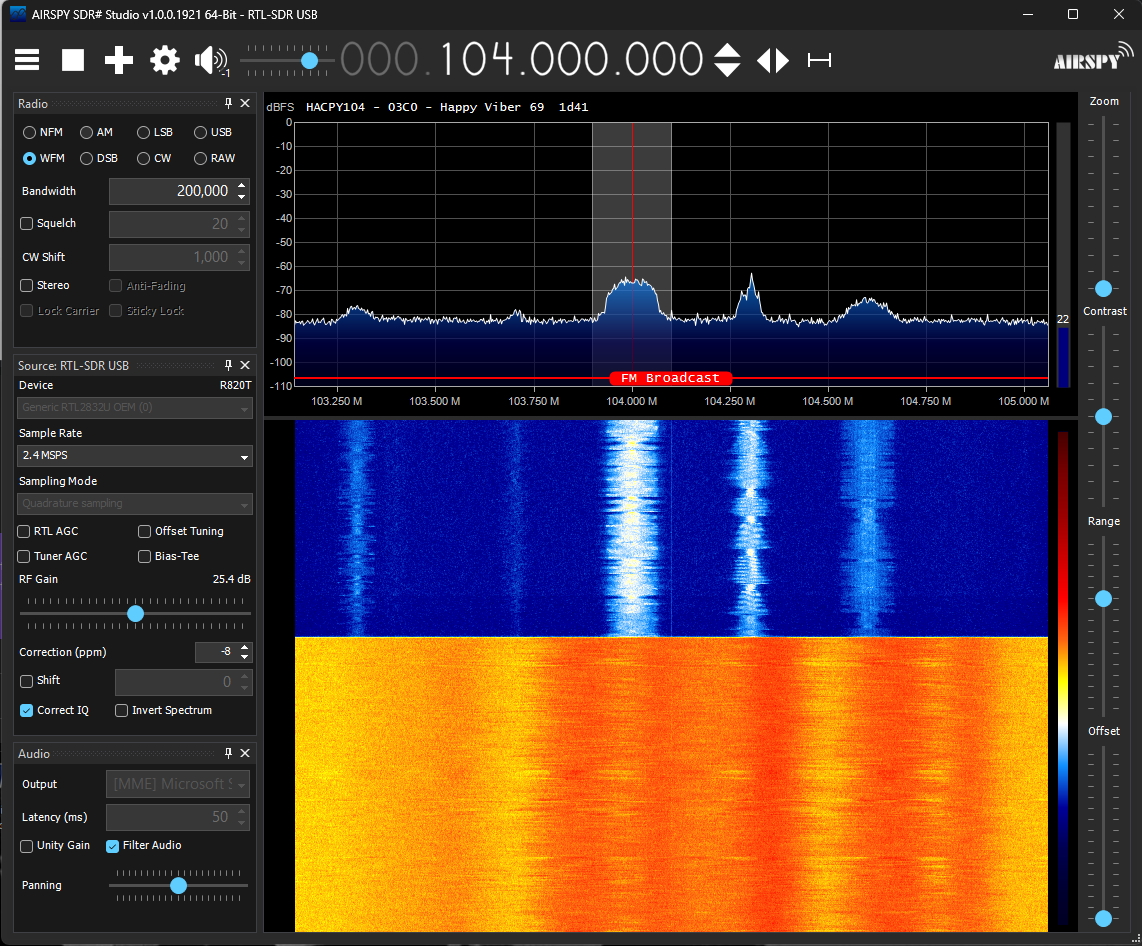 AIRSPY SDR# Studio v1.0.0.1921 64-Bit - RTL-SDR USB
-1
000.104.000.000
AIRSPY
Radio
NFM AM LSB USB
WFM DSB CW RAW
Bandwidth 200,000
Squelch 20
CW Shift 1,000
Stereo Anti-Fading
Lock Carrier Sticky Lock
Source: RTL-SDR USB
Device R820T
Generic RTL2832U OEM (0)
Sample Rate
2.4 MSPS
Sampling Mode
Quadrature sampling
RTL AGC Offset Tuning
Tuner AGC Bias-Tee
RF Gain 25.4 dB
Correction (ppm) -8
Shift 0
Correct IQ Invert Spectrum
Audio
Output [MME] Microsoft S
Latency (ms) 50
Unity Gain Filter Audio
Panning
dBFS HACPY104 - 03C0 - Happy Viber 69 1d41
0
-10
-20
-30
-40
-50
-60
-70
-80
-90
-100
-110
FM Broadcast
103.250 M 103.500 M 103.750 M 104.000 M 104.250 M 104.500 M 104.750 M 105.000 M
22
Zoom
Contrast
Range
Offset